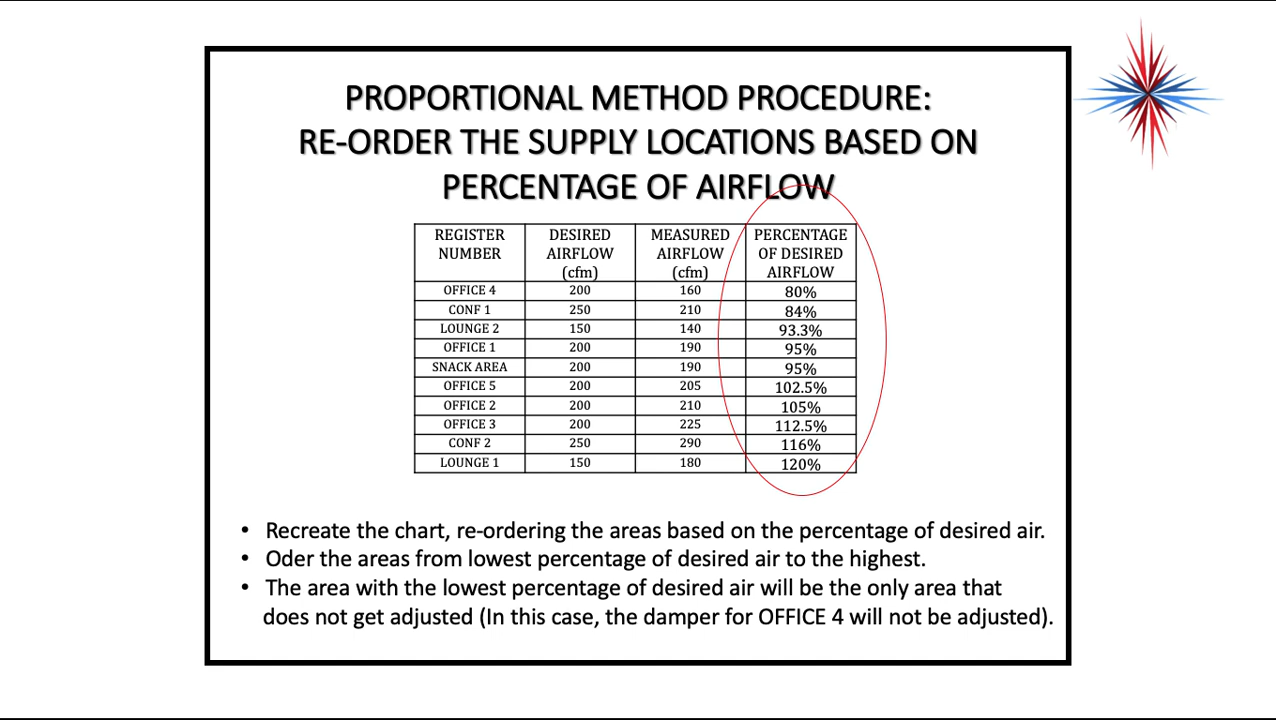 PROPORTIONAL METHOD PROCEDURE:
RE-ORDER THE SUPPLY LOCATIONS BASED ON
PERCENTAGE OF AIRFLOW
REGISTER NUMBER DESIRED AIRFLOW (cfm) MEASURED AIRFLOW (cfm) PERCENTAGE OF DESIRED AIRFLOW
OFFICE 4 200 160 80%
CONF 1 250 210 84%
LOUNGE 2 150 140 93.3%
OFFICE 1 200 190 95%
SNACK AREA 200 190 95%
OFFICE 5 200 205 102.5%
OFFICE 2 200 210 105%
OFFICE 3 200 225 112.5%
CONF 2 250 290 116%
LOUNGE 1 150 180 120%
• Recreate the chart, re-ordering the areas based on the percentage of desired air.
• Oder the areas from lowest percentage of desired air to the highest.
• The area with the lowest percentage of desired air will be the only area that
does not get adjusted (In this case, the damper for OFFICE 4 will not be adjusted).